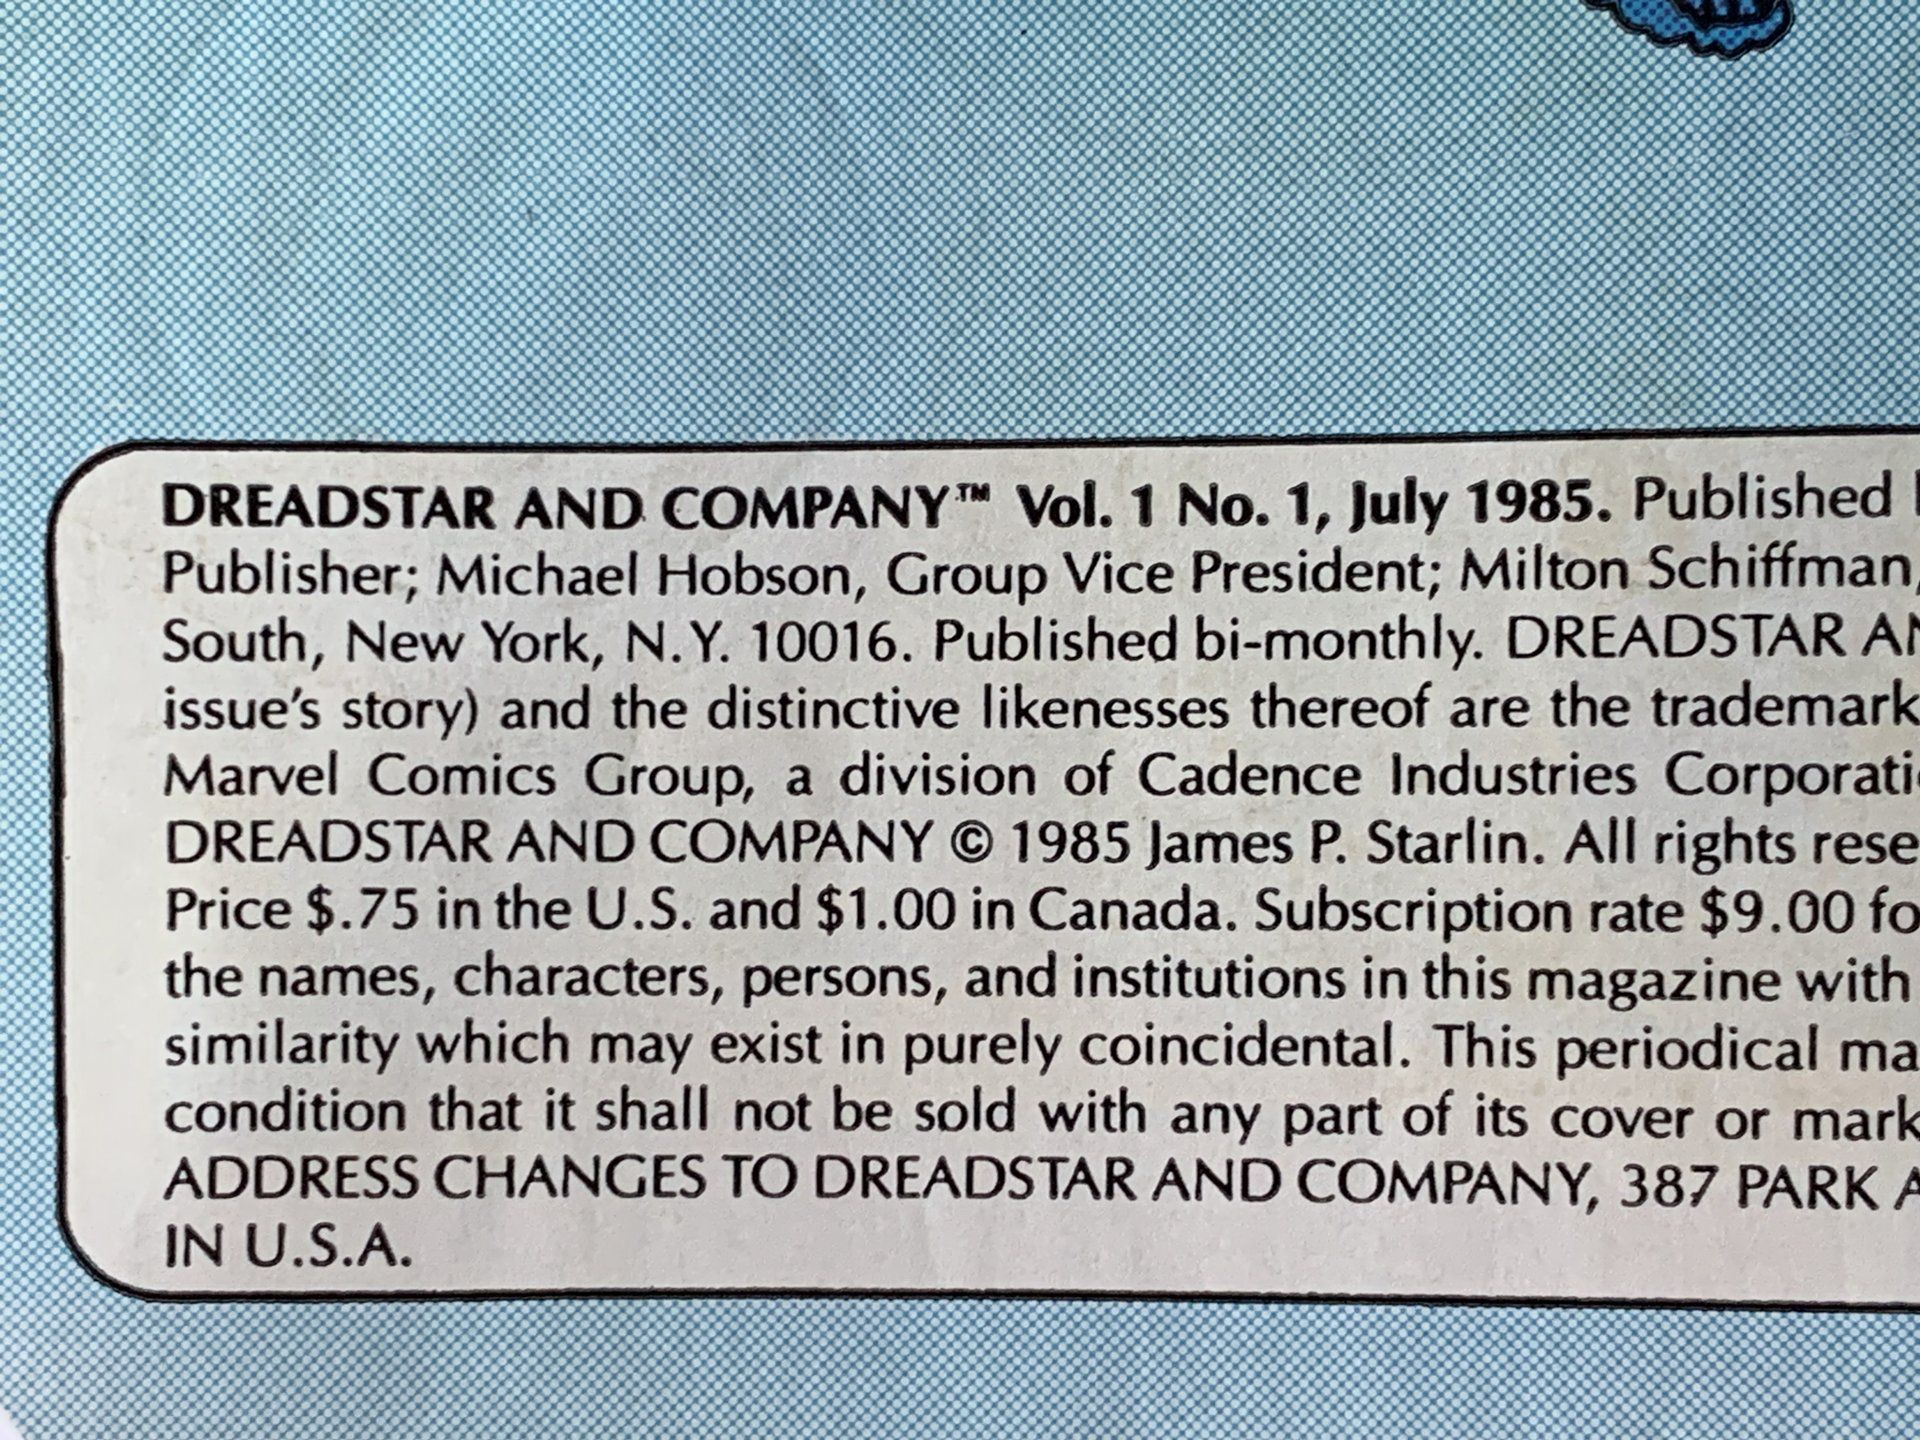 DREADSTAR AND COMPANY™ Vol. 1 No. 1, July 1985. Published
Publisher; Michael Hobson, Group Vice President; Milton Schiffman,
South, New York, N.Y. 10016. Published bi-monthly. DREADSTAR
issue's story) and the distinctive likenesses thereof are the trademark
Marvel Comics Group, a division of Cadence Industries
DREADSTAR AND COMPANY © 1985 James P. Starlin. All rights
Price $.75 in the U.S. and $1.00 in Canada. Subscription rate $9.00
the names, characters, persons, and institutions in this magazine with
similarity which may exist in purely coincidental. This periodical
condition that it shall not be sold with any part of its cover or
ADDRESS CHANGES TO DREADSTAR AND COMPANY, 387 PARK
IN U.S.A.